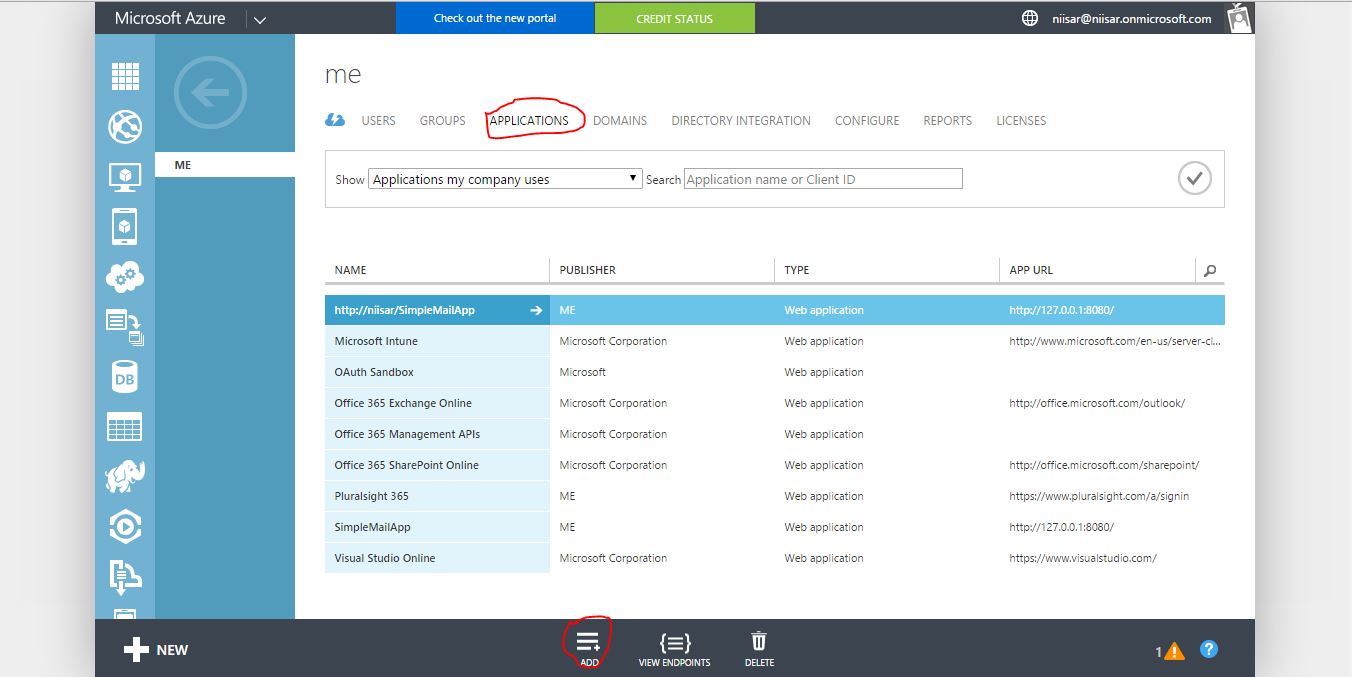 Microsoft Azure
Check out the new portal
CREDIT STATUS
niisar@niisar.onmicrosoft.com
me
USERS GROUPS APPLICATIONS DOMAINS DIRECTORY INTEGRATION CONFIGURE REPORTS LICENSES
ME
Show Applications my company uses Search Application name or Client ID
NAME PUBLISHER TYPE APP URL
http://niisar/SimpleMailApp ME Web application http://127.0.0.1:8080/
Microsoft Intune Microsoft Corporation Web application http://www.microsoft.com/en-us/server-cl...
OAuth Sandbox Microsoft Web application
Office 365 Exchange Online Microsoft Corporation Web application http://office.microsoft.com/outlook/
Office 365 Management APIs Microsoft Corporation Web application
Office 365 SharePoint Online Microsoft Corporation Web application http://office.microsoft.com/sharepoint/
Pluralsight 365 ME Web application https://www.pluralsight.com/a/signin
SimpleMailApp ME Web application http://127.0.0.1:8080/
Visual Studio Online Microsoft Corporation Web application https://www.visualstudio.com/
DB
NEW
ADD
VIEW ENDPOINTS
DELETE
1